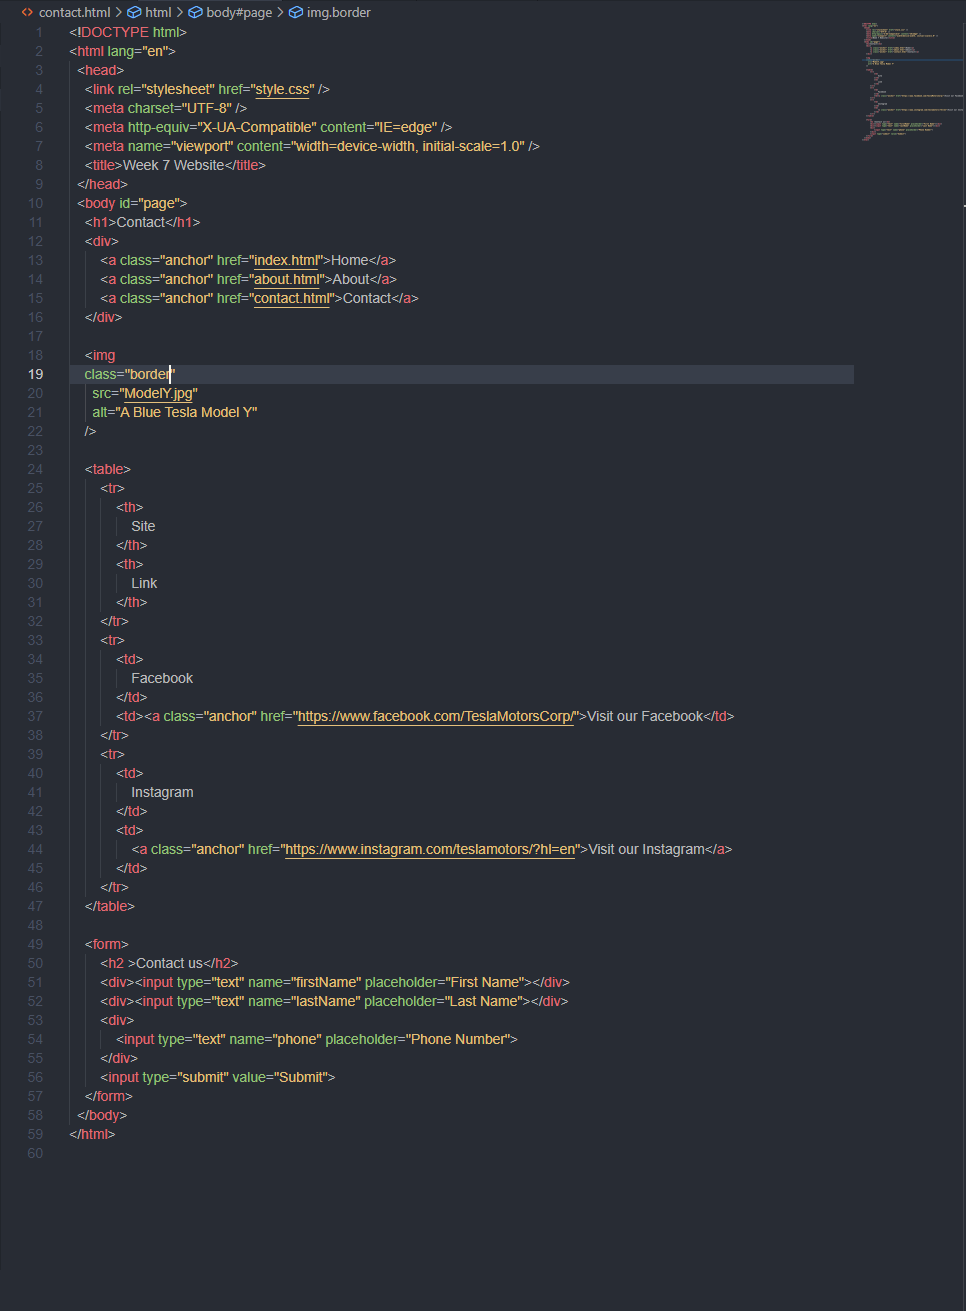 contact.html > html > body#page > img.border
1 <!DOCTYPE html>
2 <html lang="en">
3 <head>
4 <link rel="stylesheet" href="style.css" />
5 <meta charset="UTF-8" />
6 <meta http-equiv="X-UA-Compatible" content="IE=edge" />
7 <meta name="viewport" content="width=device-width, initial-scale=1.0" />
8 <title>Week 7 Website</title>
9 </head>
10 <body id="page">
11 <h1>Contact</h1>
12 <div>
13 <a class="anchor" href="index.html">Home</a>
14 <a class="anchor" href="about.html">About</a>
15 <a class="anchor" href="contact.html">Contact</a>
16 </div>
17
18 <img
19 class="border"
20 src="ModelY.jpg"
21 alt="A Blue Tesla Model Y"
22 />
23
24 <table>
25 <tr>
26 <th>
27 Site
28 </th>
29 <th>
30 Link
31 </th>
32 </tr>
33 <tr>
34 <td>
35 Facebook
36 </td>
37 <td><a class="anchor" href="https://www.facebook.com/TeslaMotorsCorp/">Visit our Facebook</td>
38 </tr>
39 <tr>
40 <td>
41 Instagram
42 </td>
43 <td>
44 <a class="anchor" href="https://www.instagram.com/teslamotors/?hl=en">Visit our Instagram</a>
45 </td>
46 </tr>
47 </table>
48
49 <form>
50 <h2 >Contact us</h2>
51 <div><input type="text" name="firstName" placeholder="First Name"></div>
52 <div><input type="text" name="lastName" placeholder="Last Name"></div>
53 <div>
54 <input type="text" name="phone" placeholder="Phone Number">
55 </div>
56 <input type="submit" value="Submit">
57 </form>
58 </body>
59 </html>
60